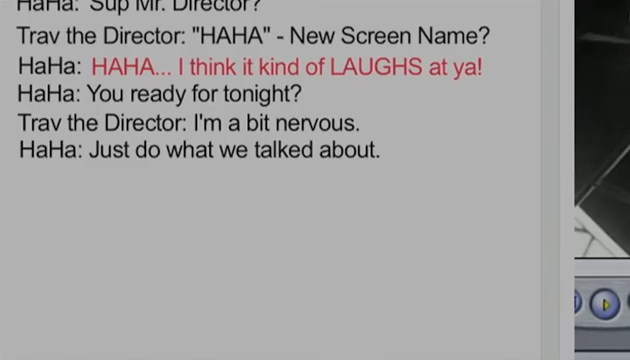 HaHa: Sup Mr. Director?
Trav the Director: "HAHA" - New Screen Name?
HaHa: HAHA... I think it kind of LAUGHS at ya!
HaHa: You ready for tonight?
Trav the Director: I'm a bit nervous.
HaHa: Just do what we talked about.